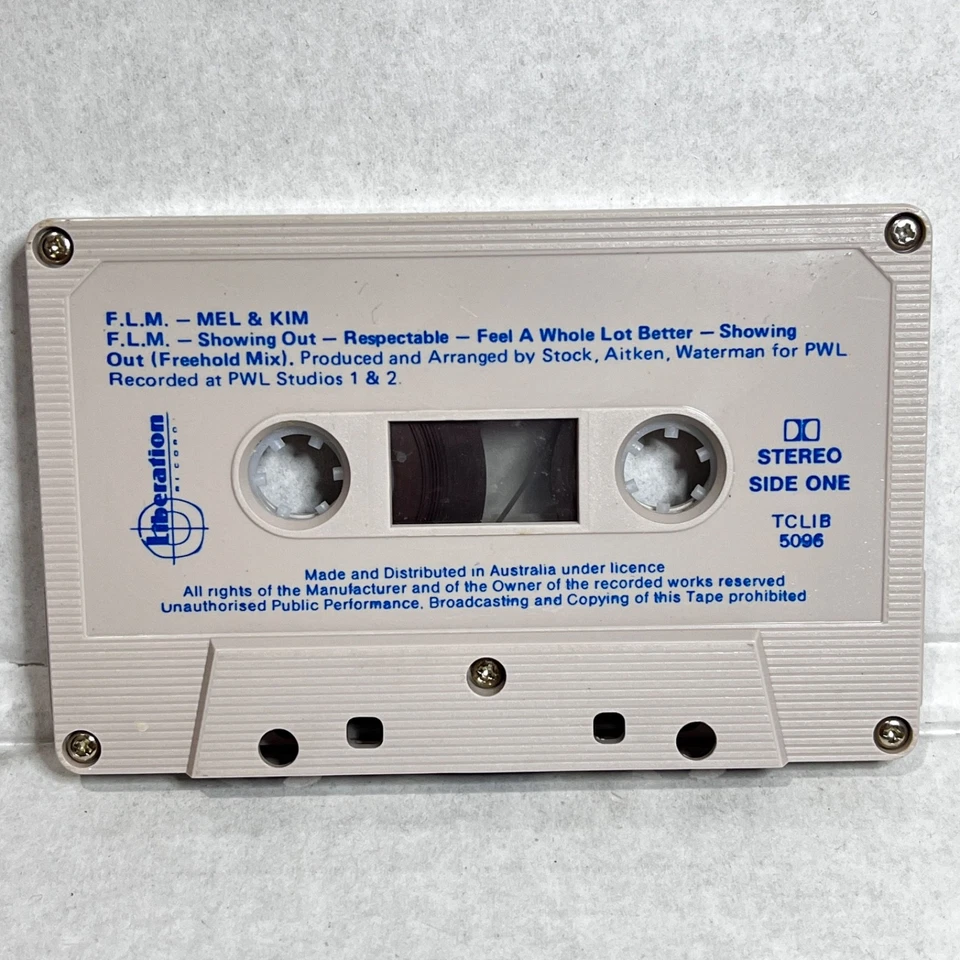 F.L.M. — MEL & KIM
F.L.M. — Showing Out — Respectable — Feel A Whole Lot Better — Showing
Out (Freehold Mix). Produced and Arranged by Stock, Aitken, Waterman for PWL
Recorded at PWL Studios 1 & 2.
Liberation
RECORDS
STEREO
SIDE ONE
TCLIB
5096
Made and Distributed in Australia under licence
All rights of the Manufacturer and of the Owner of the recorded works reserved
Unauthorised Public Performance, Broadcasting and Copying of this Tape prohibited